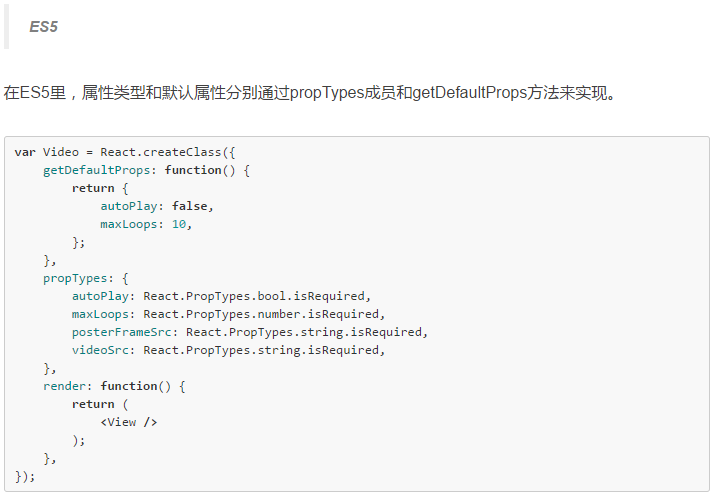 ES5
在ES5里，属性类型和默认属性分别通过propTypes成员和getDefaultProps方法来实现。
var Video = React.createClass({
    getDefaultProps: function() {
        return {
            autoPlay: false,
            maxLoops: 10,
        };
    },
    propTypes: {
        autoPlay: React.PropTypes.bool.isRequired,
        maxLoops: React.PropTypes.number.isRequired,
        posterFrameSrc: React.PropTypes.string.isRequired,
        videoSrc: React.PropTypes.string.isRequired,
    },
    render: function() {
        return (
            <View />
        );
    },
});